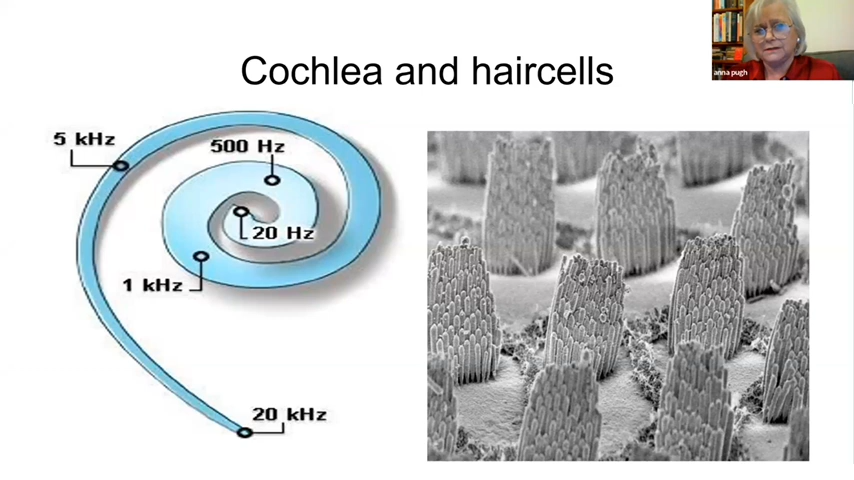 anna pugh
Cochlea and haircells
5 kHz
500 Hz
20 Hz
1 kHz
20 kHz